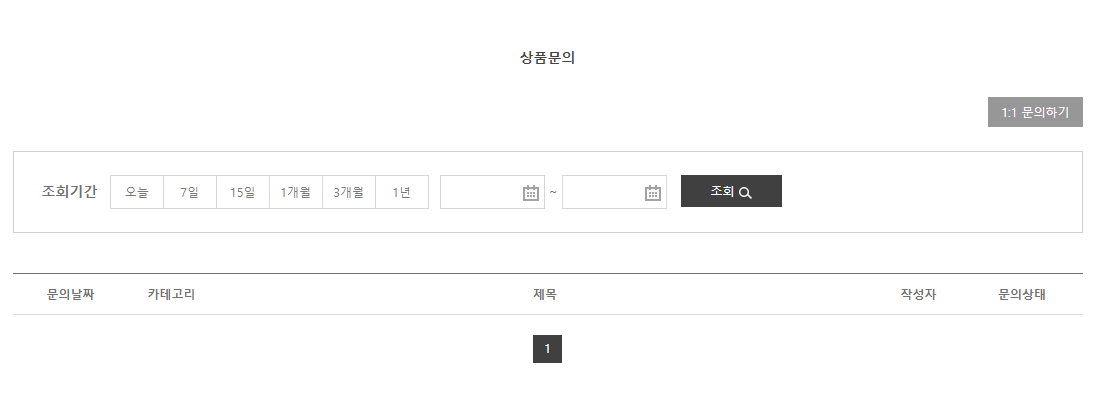 상품문의
1:1 문의하기
조회기간 오늘 7일 15일 1개월 3개월 1년 ~ 조회
문의날짜 카테고리 제목 작성자 문의상태
1